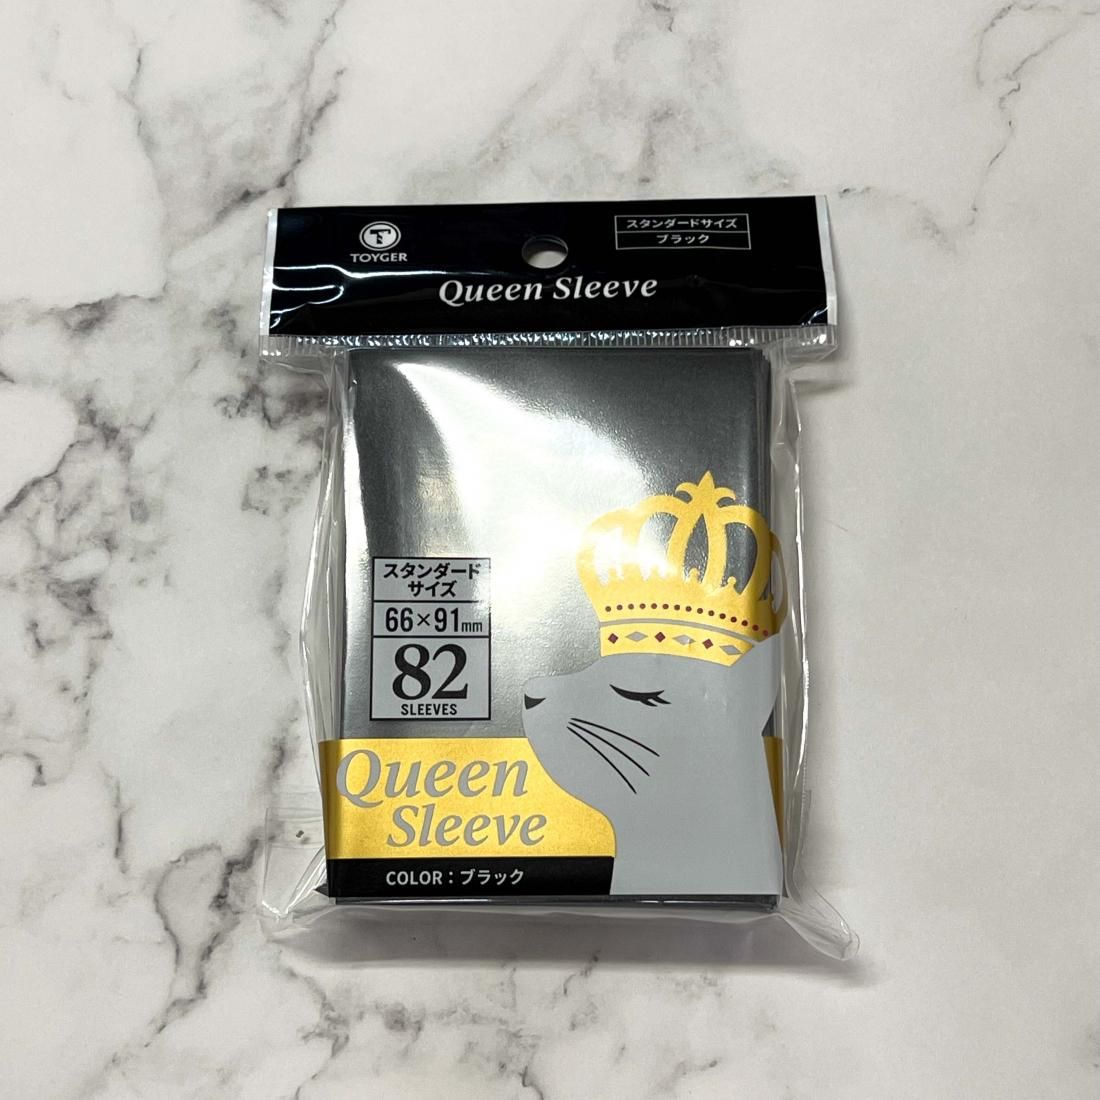 TOYGER
スタンダードサイズ
ブラック
Queen Sleeve
スタンダード
サイズ
66×91mm
82
SLEEVES
Queen
Sleeve
COLOR：ブラック